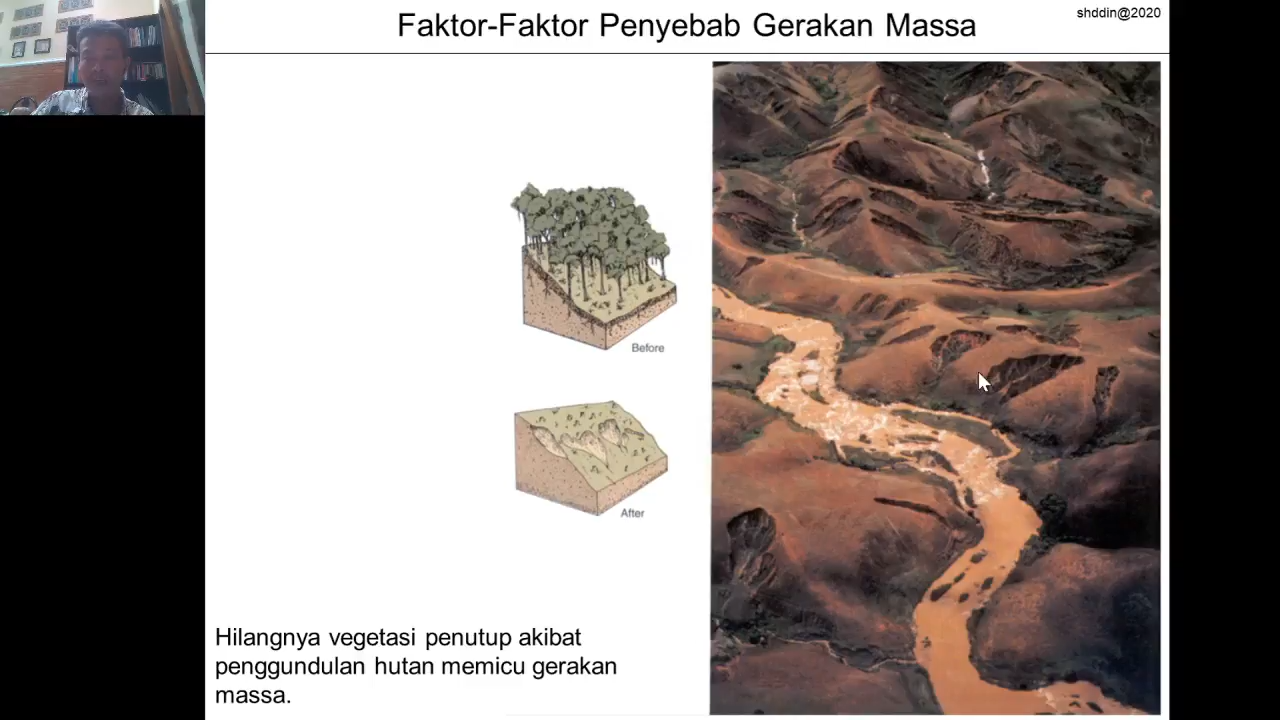 Faktor-Faktor Penyebab Gerakan Massa
shddin@2020
Before
After
Hilangnya vegetasi penutup akibat
penggundulan hutan memicu gerakan
massa.